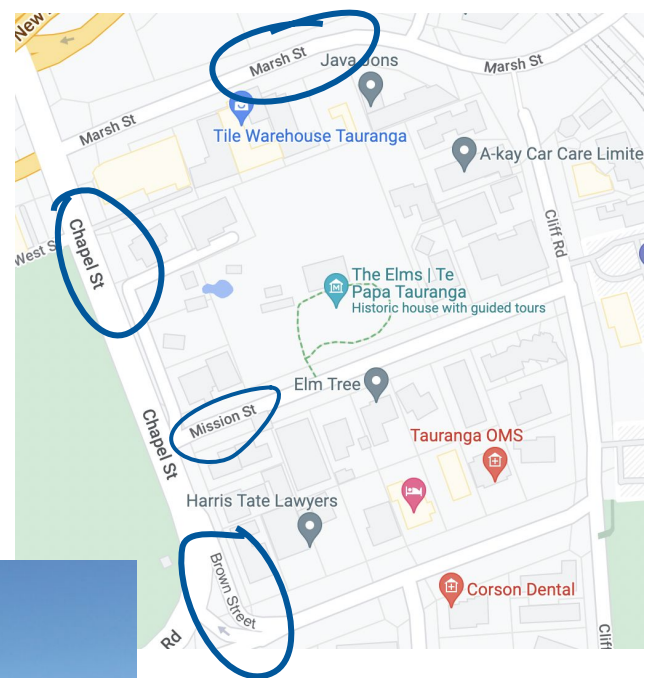 New
Marsh St
Java Jons
Marsh St
Marsh St
Tile Warehouse Tauranga
A-kay Car Care Limite
Chapel St
West S
Cliff Rd
The Elms | Te
Papa Tauranga
Historic house with guided tours
Elm Tree
Mission St
Chapel St
Tauranga OMS
Harris Tate Lawyers
Brown Street
Corson Dental
Rd
Cliff